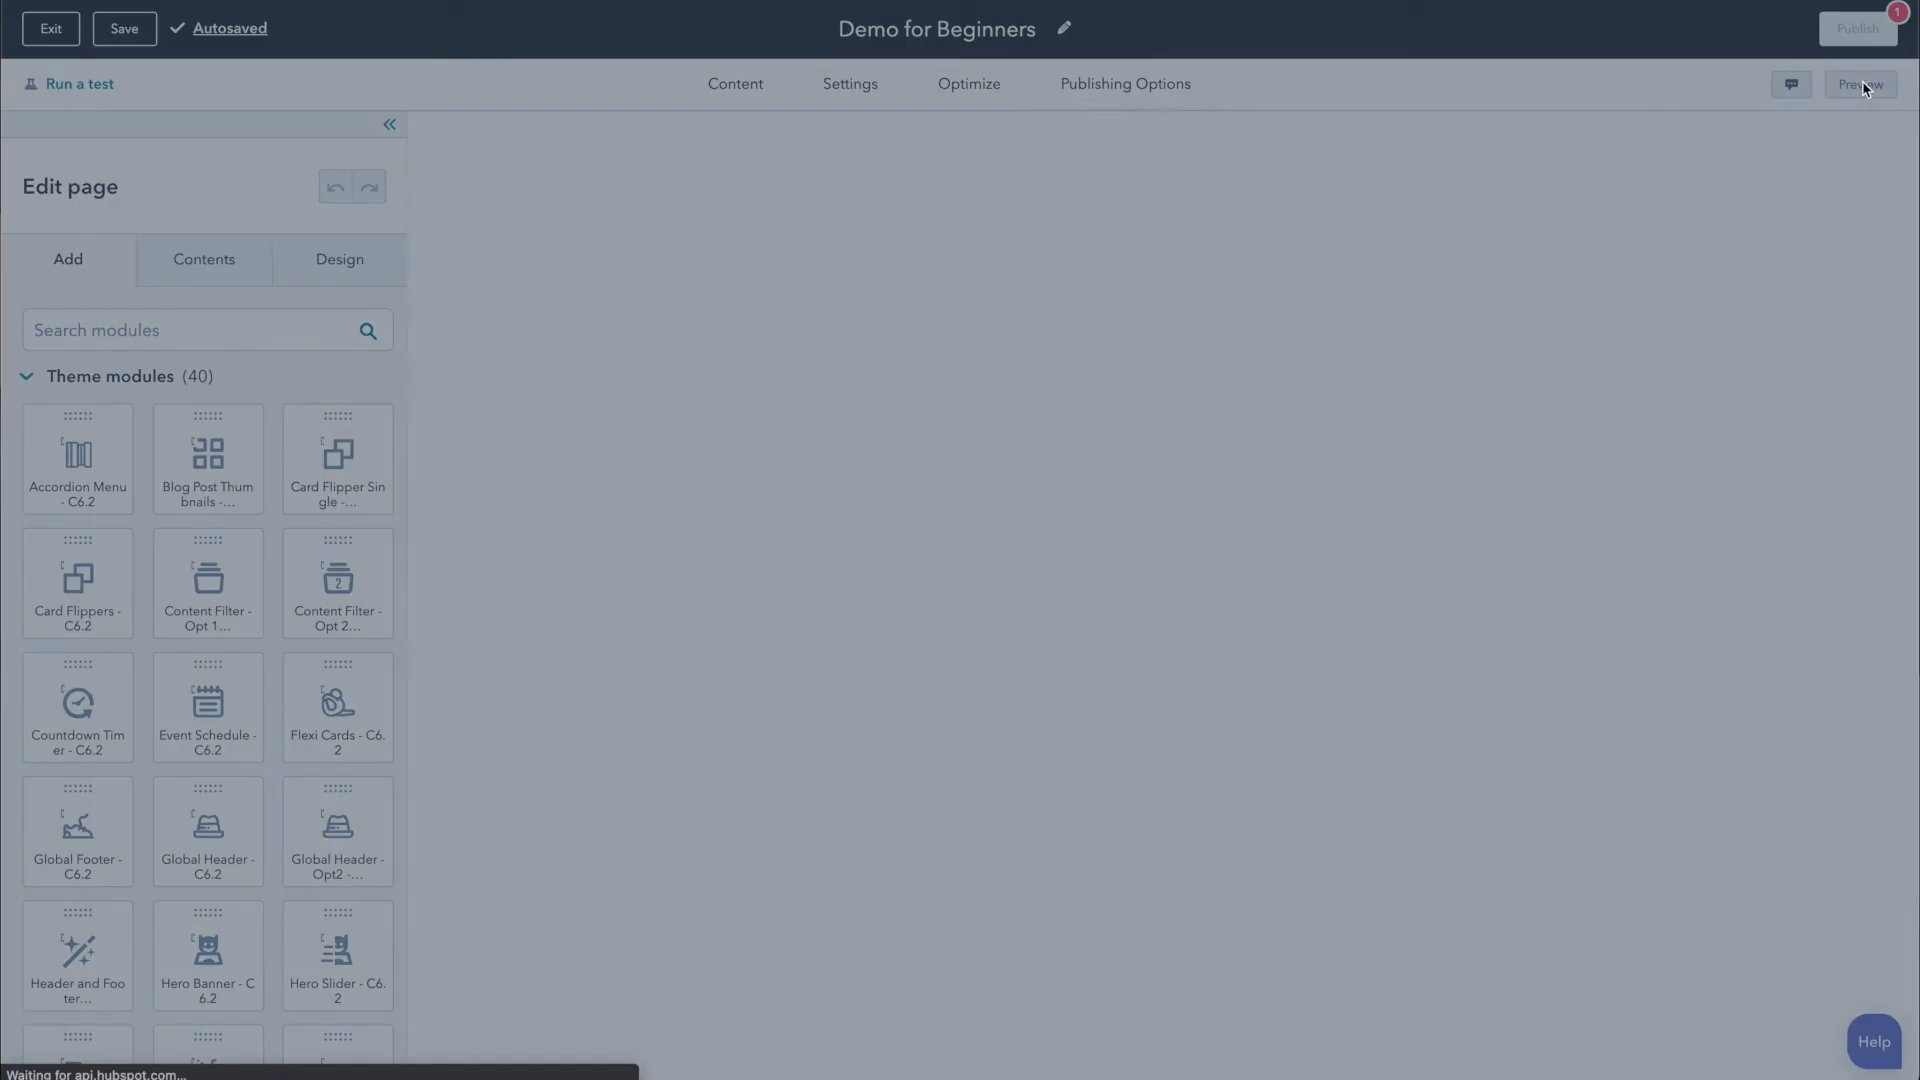 Exit
Save
Autosaved
Demo for Beginners
Publish
1
Run a test
Content
Settings
Optimize
Publishing Options
Preview
Edit page
Add
Contents
Design
Search modules
Theme modules (40)
Accordion Menu
- C6.2
Blog Post Thum
bnails -...
Card Flipper Sin
gle -...
Card Flippers -
C6.2
Content Filter -
Opt 1...
2
Content Filter -
Opt 2...
Countdown Tim
er - C6.2
Event Schedule -
C6.2
Flexi Cards - C6.
2
Global Footer -
C6.2
Global Header -
C6.2
Global Header -
Opt2 -...
Header and Foo
ter...
Hero Banner - C
6.2
Hero Slider - C6.
2
Help
Waiting for api.hubspot.com...